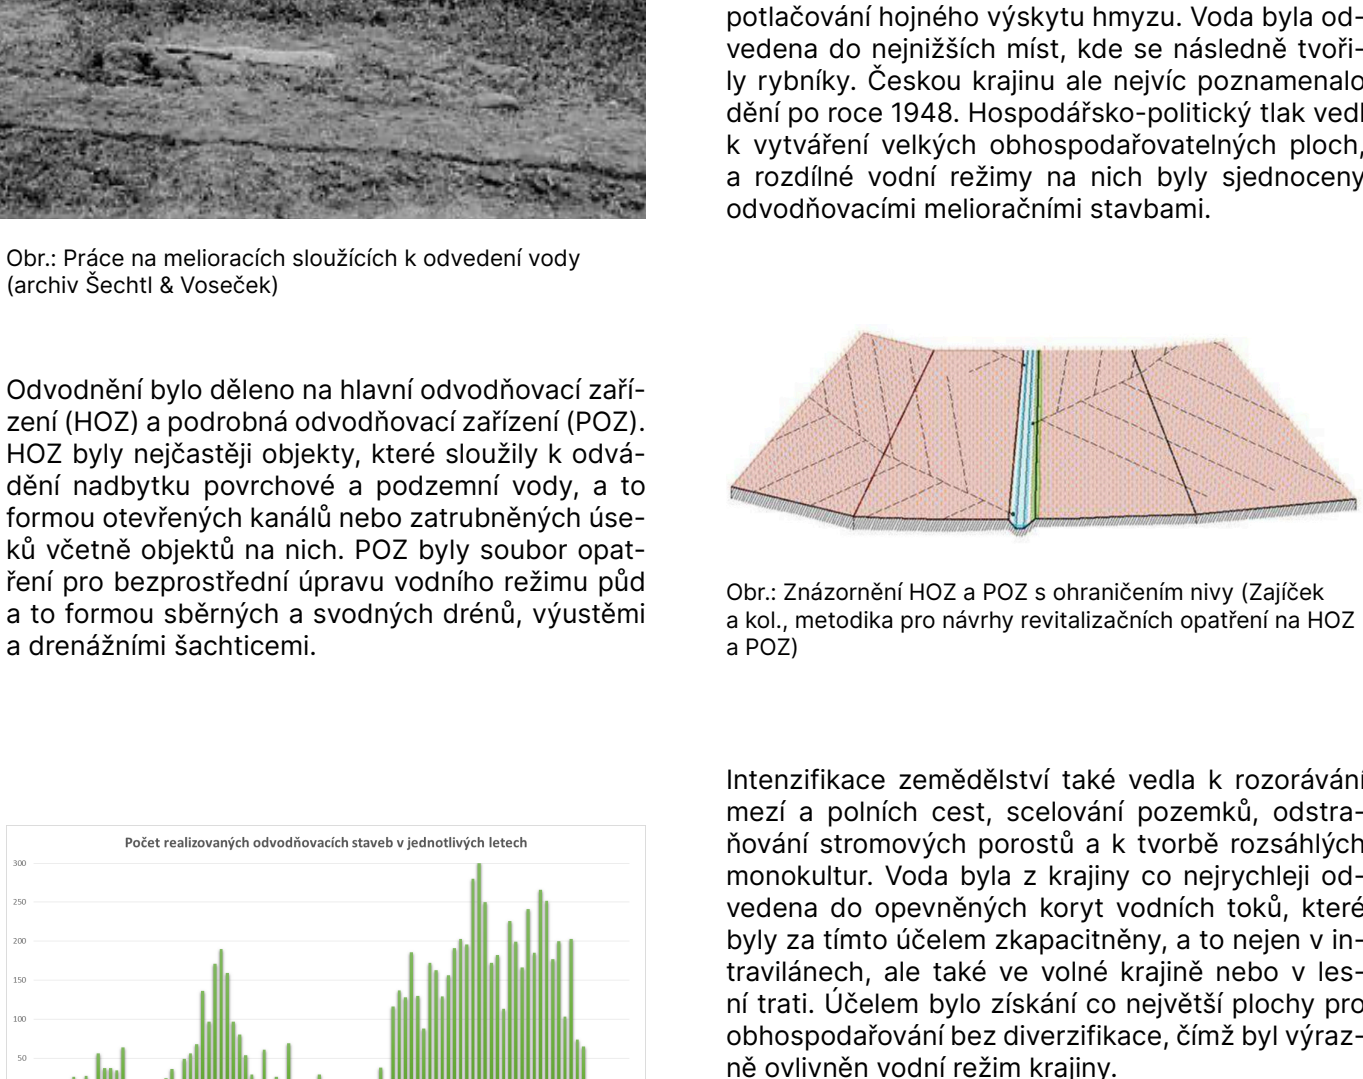 Obr.: Práce na melioracích sloužících k odvedení vody
(archiv Šechtl & Voseček)
Odvodnění bylo děleno na hlavní odvodňovací zaří-
zení (HOZ) a podrobná odvodňovací zařízení (POZ).
HOZ byly nejčastěji objekty, které sloužily k odvá-
dění nadbytku povrchové a podzemní vody, a to
formou otevřených kanálů nebo zatrubněných úse-
ků včetně objektů na nich. POZ byly soubor opat-
ření pro bezprostřední úpravu vodního režimu půd
a to formou sběrných a svodných drénů, výustěmi
a drenážními šachticemi.
Počet realizovaných odvodňovacích staveb v jednotlivých letech
300
250
200
150
100
50
potlačování hojného výskytu hmyzu. Voda byla od-
vedena do nejnižších míst, kde se následně tvoři-
ly rybníky. Českou krajinu ale nejvíc poznamenalo
dění po roce 1948. Hospodářsko-politický tlak vedl
k vytváření velkých obhospodařovatelných ploch,
a rozdílné vodní režimy na nich byly sjednoceny
odvodňovacími melioračními stavbami.
Obr.: Znázornění HOZ a POZ s ohraničením nivy (Zajíček
a kol., metodika pro návrhy revitalizačních opatření na HOZ
a POZ)
Intenzifikace zemědělství také vedla k rozorávání
mezí a polních cest, scelování pozemků, odstra-
ňování stromových porostů a k tvorbě rozsáhlých
monokultur. Voda byla z krajiny co nejrychleji od-
vedena do opevněných koryt vodních toků, které
byly za tímto účelem zkapacitněny, a to nejen v in-
travilánech, ale také ve volné krajině nebo v les-
ní trati. Účelem bylo získání co největší plochy pro
obhospodařování bez diverzifikace, čímž byl výraz-
ně ovlivněn vodní režim krajiny.